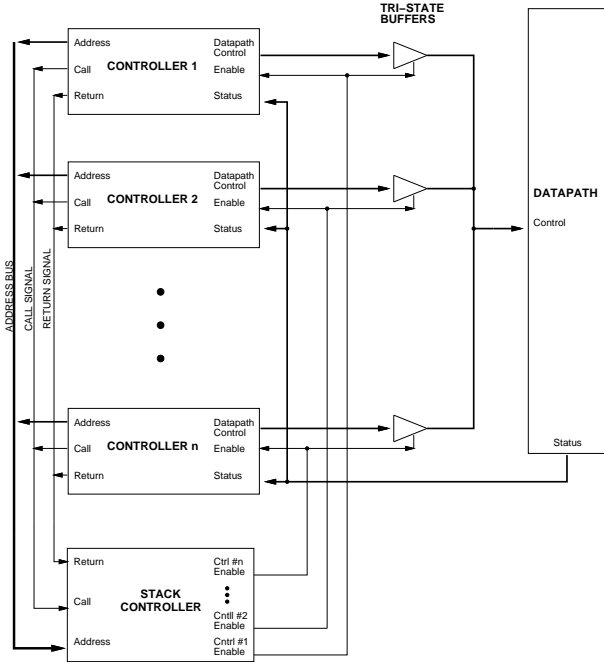 TRI-STATE
BUFFERS
Address
Datapath
Control
Call
CONTROLLER 1
Enable
Return
Status
Address
Datapath
Control
Call
CONTROLLER 2
Enable
Return
Status
DATAPATH
Control
Status
ADDRESS BUS
CALL SIGNAL
RETURN SIGNAL
Address
Datapath
Control
Call
CONTROLLER n
Enable
Return
Status
Return
Ctrl #n
Enable
STACK
CONTROLLER
Call
Cntll #2
Enable
Address
Cntrl #1
Enable